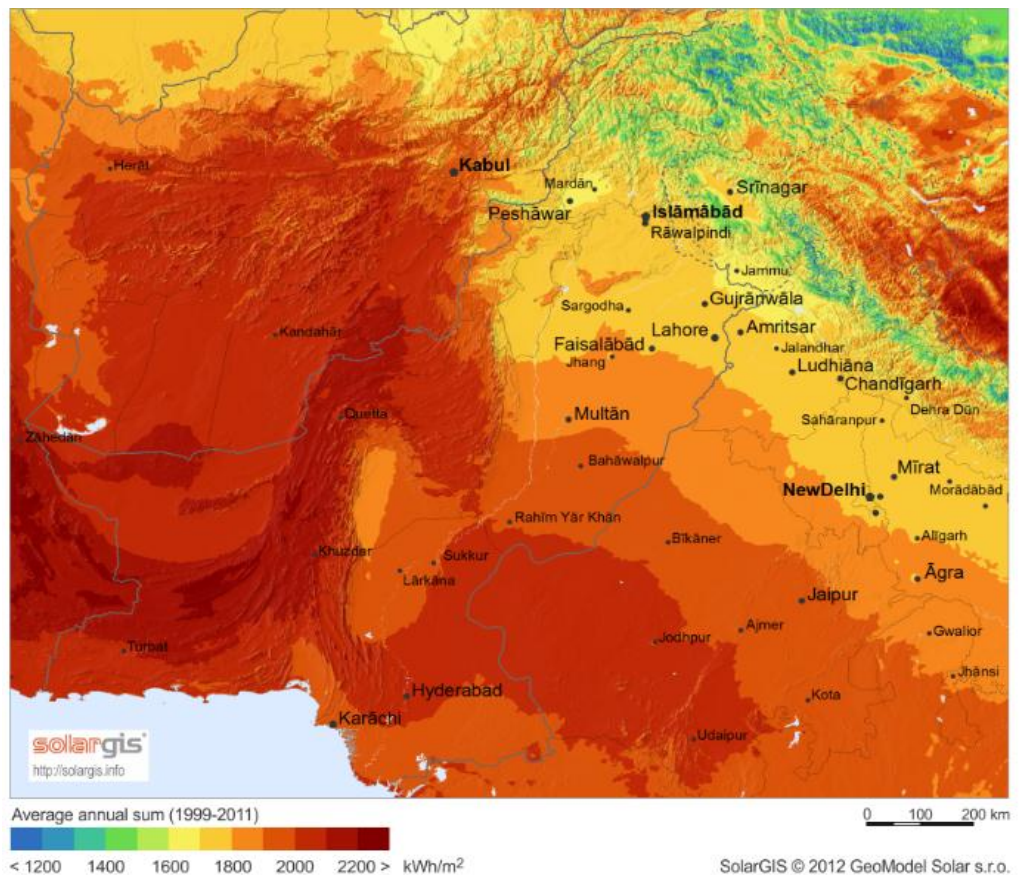 Herāt
Kabul
Mardān
Srīnagar
Peshāwar
Islāmābād
Rāwalpindi
Jammu
Sargodha
Gujrānwāla
Kandahār
Lahore
Amritsar
Faisalābād
Jalandhar
Jhang
Ludhiāna
Chandīgarh
Quetta
Multān
Dehra Dūn
Sahāranpur
Zāhedān
Bahāwalpur
Mīrat
NewDelhi
Morādābād
Rahīm Yār Khān
Bīkāner
Alīgarh
Khuzdar
Sukkur
Lārkāna
Āgra
Jaipur
Ajmer
Gwalior
Turbat
Jodhpur
Jhānsi
Hyderabad
Kota
Karāchi
Udaipur
solargis
http://solargis.info
Average annual sum (1999-2011)
0 100 200 km
< 1200 1400 1600 1800 2000 2200 > kWh/m²
SolarGIS © 2012 GeoModel Solar s.r.o.